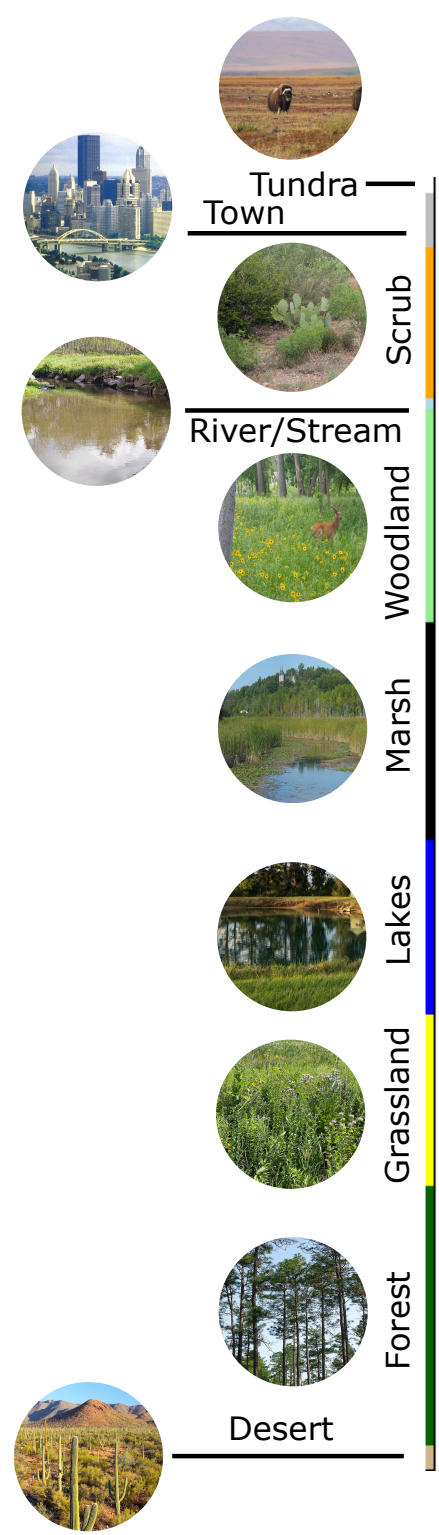 Tundra
Town
Scrub
River/Stream
Woodland
Marsh
Lakes
Grassland
Forest
Desert